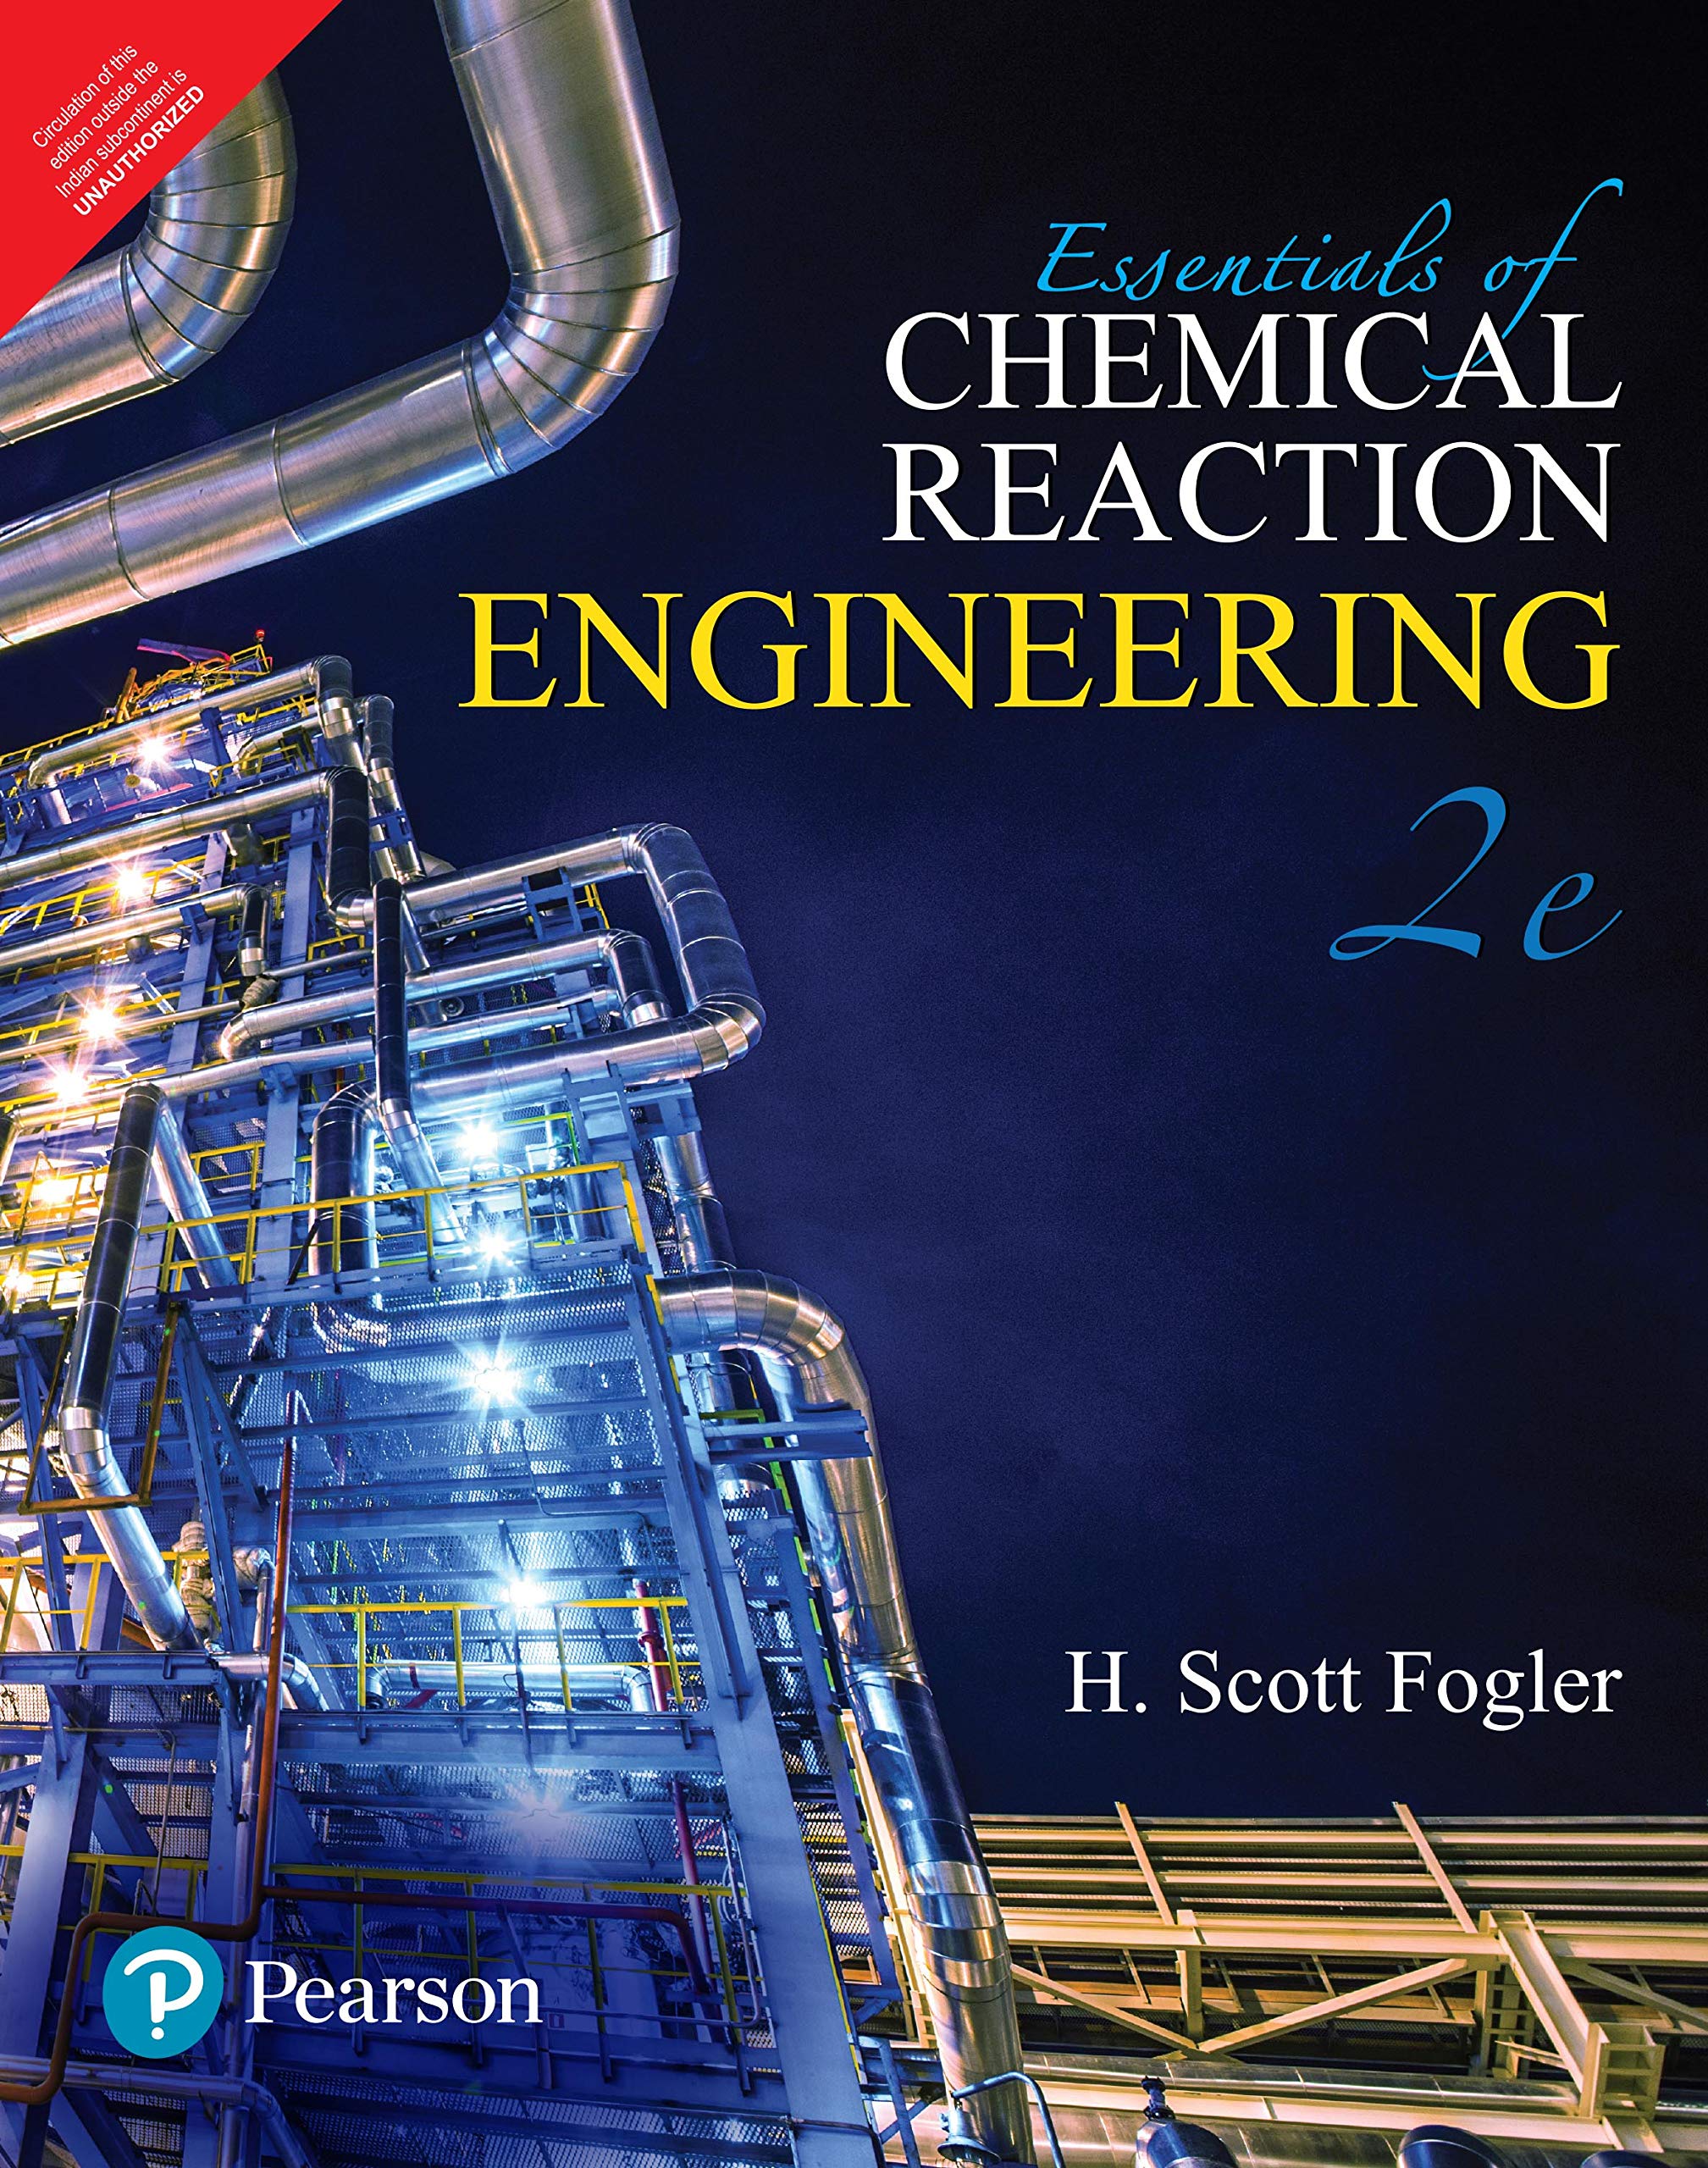 Circulation of this
edition outside the
Indian subcontinent is
UNAUTHORIZED
Essentials of
CHEMICAL
REACTION
ENGINEERING
2e
H. Scott Fogler
Pearson